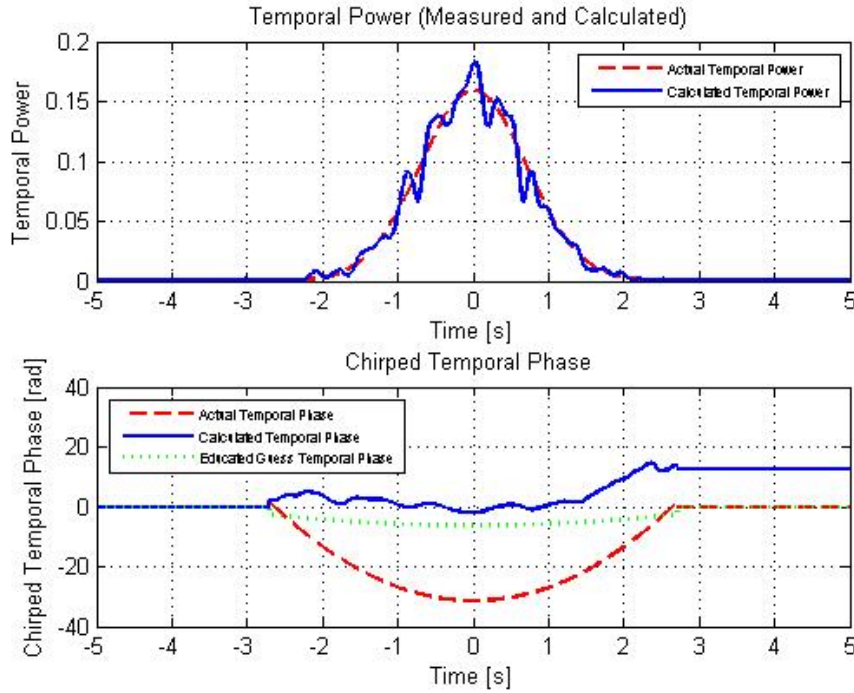 Temporal Power (Measured and Calculated)
Temporal Power
0.2
0.15
0.1
0.05
0
Actual Temporal Power
Calculated Temporal Power
-5 -4 -3 -2 -1 0 1 2 3 4 5
Time [s]
Chirped Temporal Phase
Chirped Temporal Phase [rad]
40
20
0
-20
-40
Actual Temporal Phase
Calculated Temporal Phase
Educated Guess Temporal Phase
-5 -4 -3 -2 -1 0 1 2 3 4 5
Time [s]